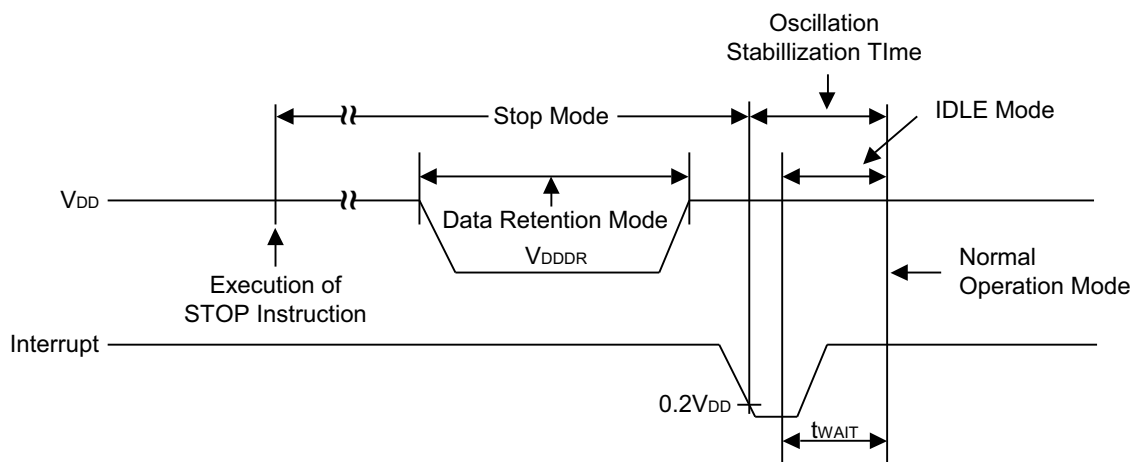 Oscillation
Stabillization TIme
Stop Mode
IDLE Mode
VDD
Data Retention Mode
VDDDR
Execution of
STOP Instruction
Normal
Operation Mode
Interrupt
0.2VDD
tWAIT